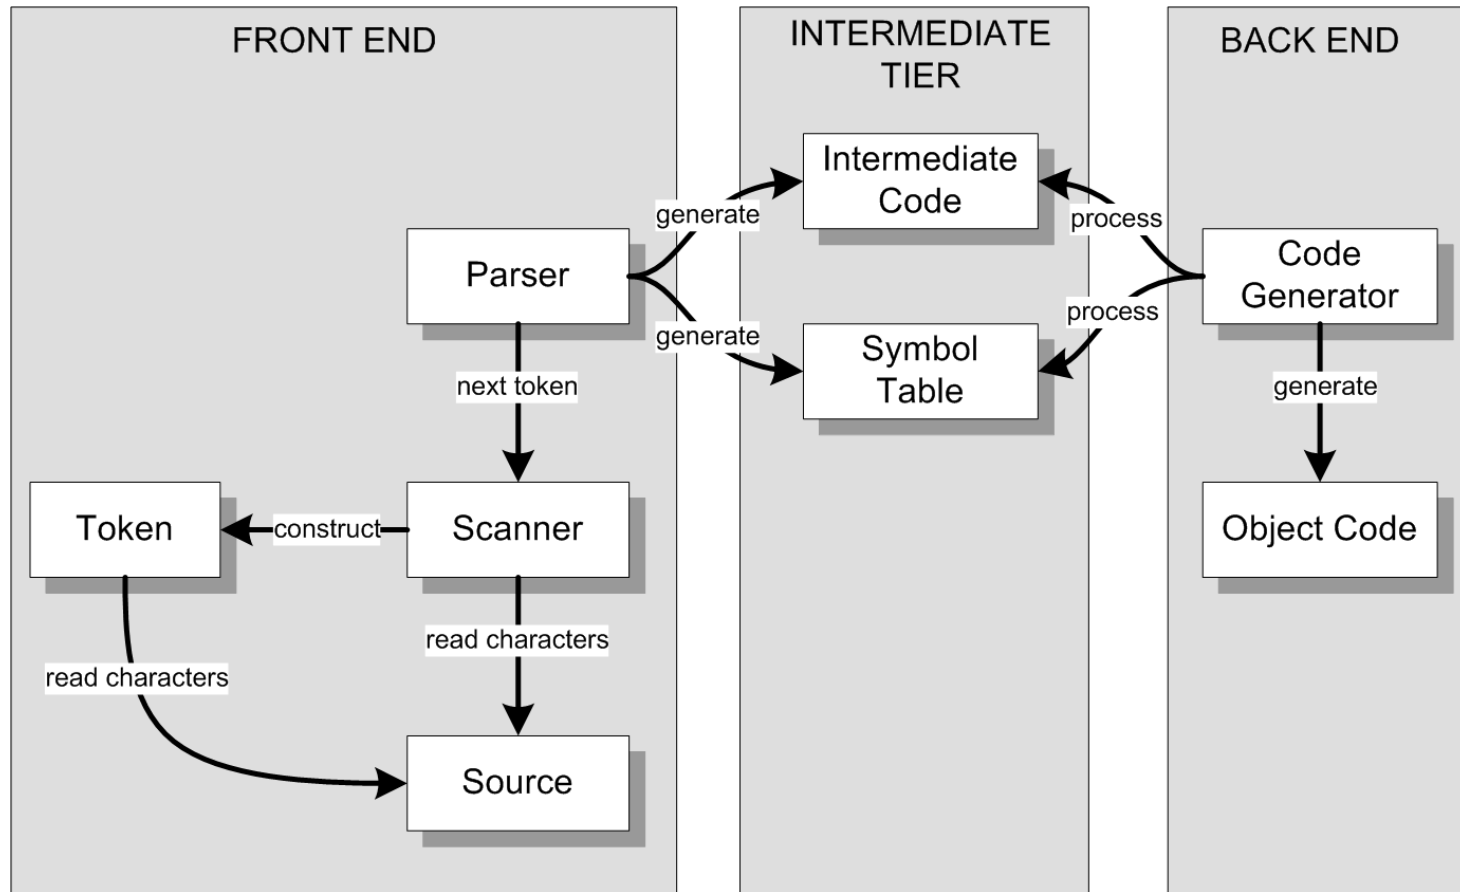 FRONT END
INTERMEDIATE
TIER
BACK END
Intermediate
Code
generate
process
Parser
Code
Generator
generate
process
Symbol
Table
next token
generate
Token
construct
Scanner
Object Code
read characters
read characters
Source